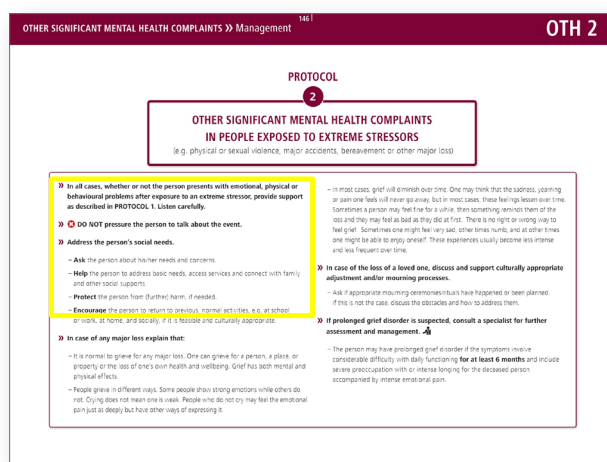 146 |
OTHER SIGNIFICANT MENTAL HEALTH COMPLAINTS » Management
OTH 2
PROTOCOL
2
OTHER SIGNIFICANT MENTAL HEALTH COMPLAINTS
IN PEOPLE EXPOSED TO EXTREME STRESSORS
(e.g. physical or sexual violence, major accidents, bereavement or other major loss)
» In all cases, whether or not the person presents with emotional, physical or
behavioural problems after exposure to an extreme stressor, provide support
as described in PROTOCOL 1. Listen carefully.
» DO NOT pressure the person to talk about the event.
» Address the person's social needs.
– Ask the person about his/her needs and concerns.
– Help the person to address basic needs, access services and connect with family
and other social supports.
– Protect the person from (further) harm, if needed.
– Encourage the person to return to previous, normal activities, e.g. at school
or work, at home, and socially, if it is feasible and culturally appropriate.
» In case of any major loss explain that:
– It is normal to grieve for any major loss. One can grieve for a person, a place, or
property or the loss of one's own health and wellbeing. Grief has both mental and
physical effects.
– People grieve in different ways. Some people show strong emotions while others do
not. Crying does not mean one is weak. People who do not cry may feel the emotional
pain just as deeply but have other ways of expressing it.
– In most cases, grief will diminish over time. One may think that the sadness, yearning
or pain one feels will never go away, but in most cases, these feelings lessen over time.
Sometimes a person may feel fine for a while, then something reminds them of the
loss and they may feel as bad as they did at first. There is no right or wrong way to
feel grief. Sometimes one might feel very sad, other times numb, and at other times
one might be able to enjoy oneself. These experiences usually become less intense
and less frequent over time.
» In case of the loss of a loved one, discuss and support culturally appropriate
adjustment and/or mourning processes.
– Ask if appropriate mourning ceremonies/rituals have happened or been planned.
If this is not the case, discuss the obstacles and how to address them.
» If prolonged grief disorder is suspected, consult a specialist for further
assessment and management.
– The person may have prolonged grief disorder if the symptoms involve
considerable difficulty with daily functioning for at least 6 months and include
severe preoccupation with or intense longing for the deceased person
accompanied by intense emotional pain.